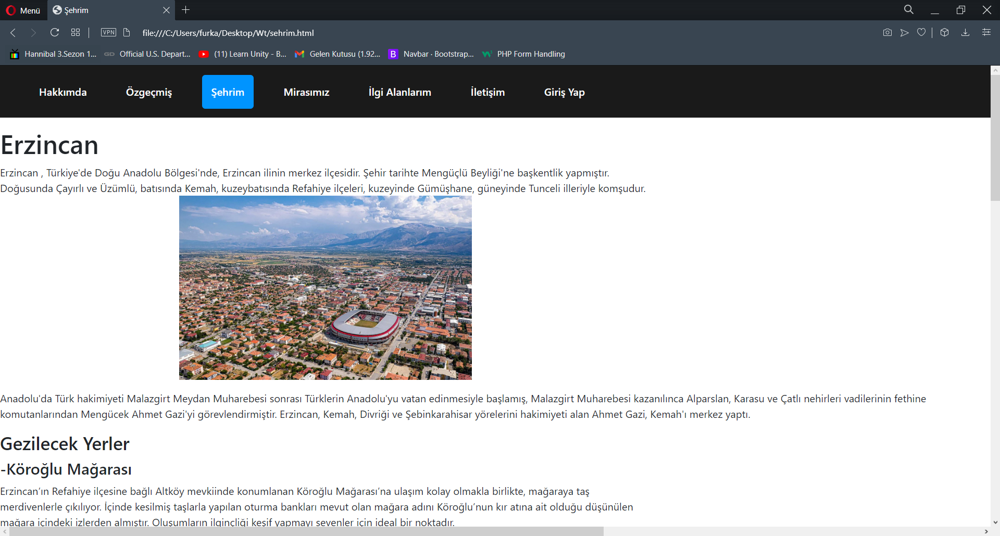 Menü
Şehrim
VPN
file:///C:/Users/furka/Desktop/Wt/sehrim.html
Hannibal 3.Sezon 1...
GD
Official U.S. Depart...
(11) Learn Unity - B...
Gelen Kutusu (1.92...
B
Navbar · Bootstrap...
PHP Form Handling
Hakkımda
Özgeçmiş
Şehrim
Mirasımız
İlgi Alanlarım
İletişim
Giriş Yap
Erzincan
Erzincan , Türkiye'de Doğu Anadolu Bölgesi'nde, Erzincan ilinin merkez ilçesidir. Şehir tarihte Mengüçlü Beyliği'ne başkentlik yapmıştır.
Doğusunda Çayırlı ve Üzümlü, batısında Kemah, kuzeybatısında Refahiye ilçeleri, kuzeyinde Gümüşhane, güneyinde Tunceli illeriyle komşudur.
Anadolu'da Türk hakimiyeti Malazgirt Meydan Muharebesi sonrası Türklerin Anadolu'yu vatan edinmesiyle başlamış, Malazgirt Muharebesi kazanılınca Alparslan, Karasu ve Çatlı nehirleri vadilerinin fethine
komutanlarından Mengücek Ahmet Gazi'yi görevlendirmiştir. Erzincan, Kemah, Divriği ve Şebinkarahisar yörelerini hakimiyeti alan Ahmet Gazi, Kemah'ı merkez yaptı.
Gezilecek Yerler
-Köroğlu Mağarası
Erzincan’ın Refahiye ilçesine bağlı Altköy mevkiinde konumlanan Köroğlu Mağarası’na ulaşım kolay olmakla birlikte, mağaraya taş
merdivenlerle çıkılıyor. İçinde kesilmiş taşlarla yapılan oturma bankları mevut olan mağara adını Köroğlu’nun kır atına ait olduğu düşünülen
mağara içindeki izlerden almıştır. Oluşumların ilginçliği keşif yapmayı sevenler için ideal bir noktadır.